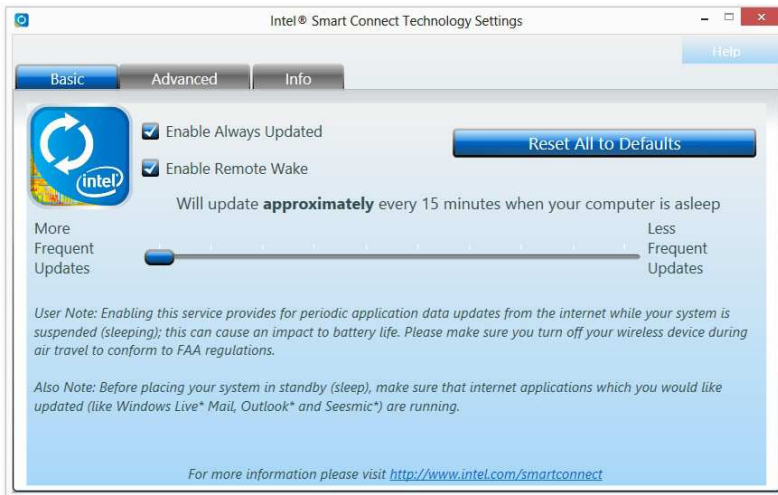 Intel® Smart Connect Technology Settings
Help
Basic
Advanced
Info
Enable Always Updated
Reset All to Defaults
Enable Remote Wake
intel
Will update approximately every 15 minutes when your computer is asleep
More
Frequent
Updates
Less
Frequent
Updates
User Note: Enabling this service provides for periodic application data updates from the internet while your system is
suspended (sleeping); this can cause an impact to battery life. Please make sure you turn off your wireless device during
air travel to conform to FAA regulations.
Also Note: Before placing your system in standby (sleep), make sure that internet applications which you would like
updated (like Windows Live* Mail, Outlook* and Seesmic*) are running.
For more information please visit http://www.intel.com/smartconnect